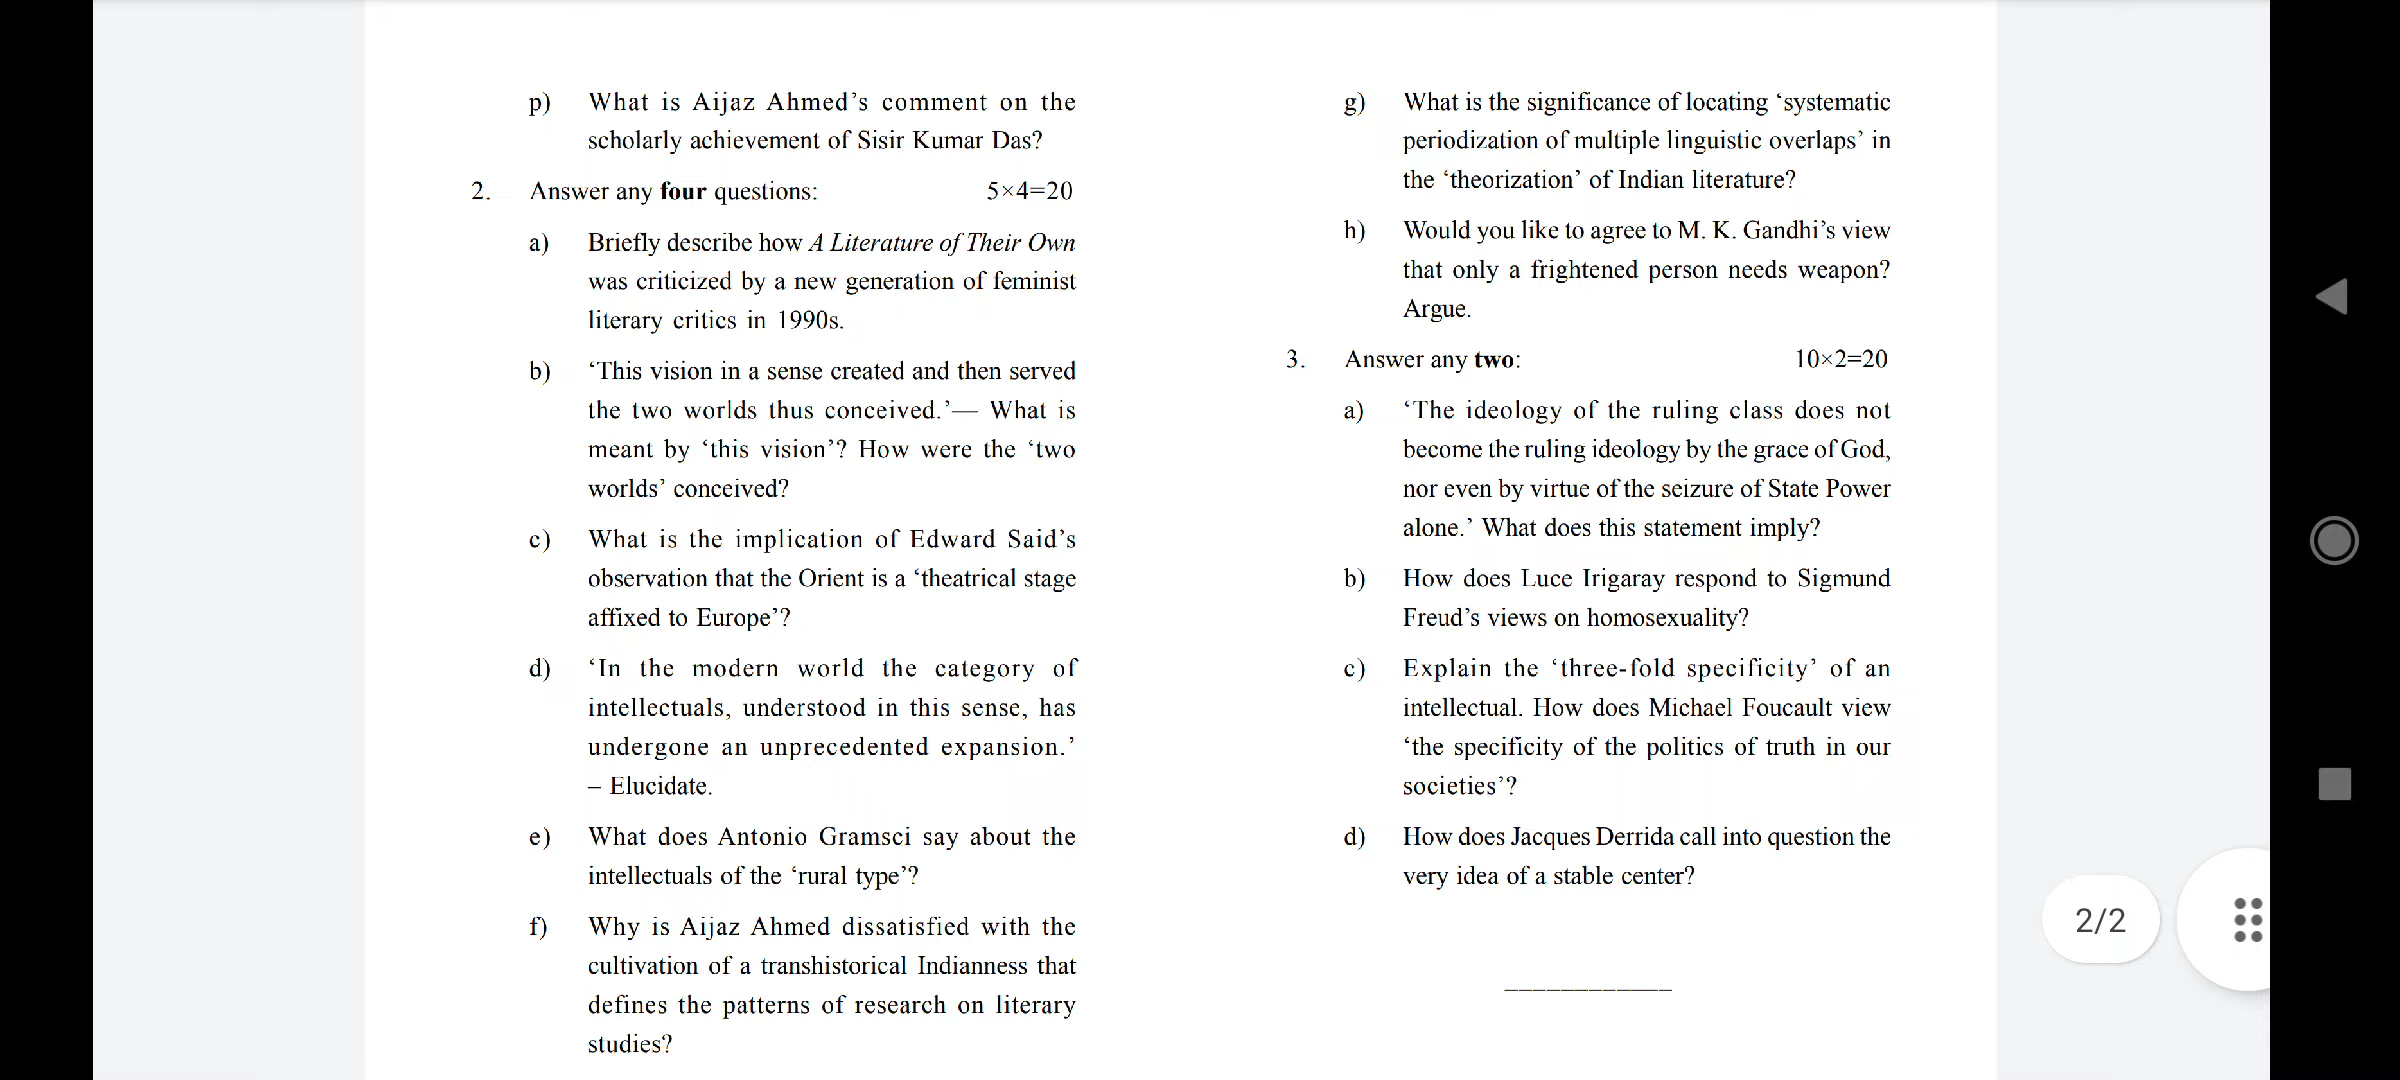 p) What is Aijaz Ahmed’s comment on the
scholarly achievement of Sisir Kumar Das?
2. Answer any four questions: 5×4=20
a) Briefly describe how A Literature of Their Own
was criticized by a new generation of feminist
literary critics in 1990s.
b) ‘This vision in a sense created and then served
the two worlds thus conceived.’— What is
meant by ‘this vision’? How were the ‘two
worlds’ conceived?
c) What is the implication of Edward Said’s
observation that the Orient is a ‘theatrical stage
affixed to Europe’?
d) ‘In the modern world the category of
intellectuals, understood in this sense, has
undergone an unprecedented expansion.’
– Elucidate.
e) What does Antonio Gramsci say about the
intellectuals of the ‘rural type’?
f) Why is Aijaz Ahmed dissatisfied with the
cultivation of a transhistorical Indianness that
defines the patterns of research on literary
studies?
g) What is the significance of locating ‘systematic
periodization of multiple linguistic overlaps’ in
the ‘theorization’ of Indian literature?
h) Would you like to agree to M. K. Gandhi’s view
that only a frightened person needs weapon?
Argue.
3. Answer any two: 10×2=20
a) ‘The ideology of the ruling class does not
become the ruling ideology by the grace of God,
nor even by virtue of the seizure of State Power
alone.’ What does this statement imply?
b) How does Luce Irigaray respond to Sigmund
Freud’s views on homosexuality?
c) Explain the ‘three-fold specificity’ of an
intellectual. How does Michael Foucault view
‘the specificity of the politics of truth in our
societies’?
d) How does Jacques Derrida call into question the
very idea of a stable center?
2/2